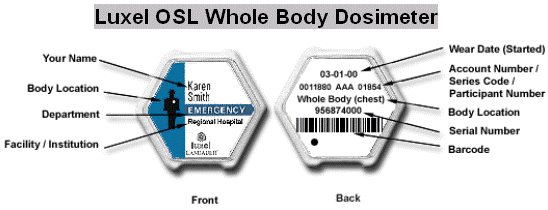 Luxel OSL Whole Body Dosimeter
Your Name
Body Location
Department
Facility / Institution
Karen
Smith
EMERGENCY
Regional Hospital
luxel
LANDAUER
Front
03-01-00
0011880 AAA 01854
Whole Body (chest)
956874000
Back
Wear Date (Started)
Account Number /
Series Code /
Participant Number
Body Location
Serial Number
Barcode